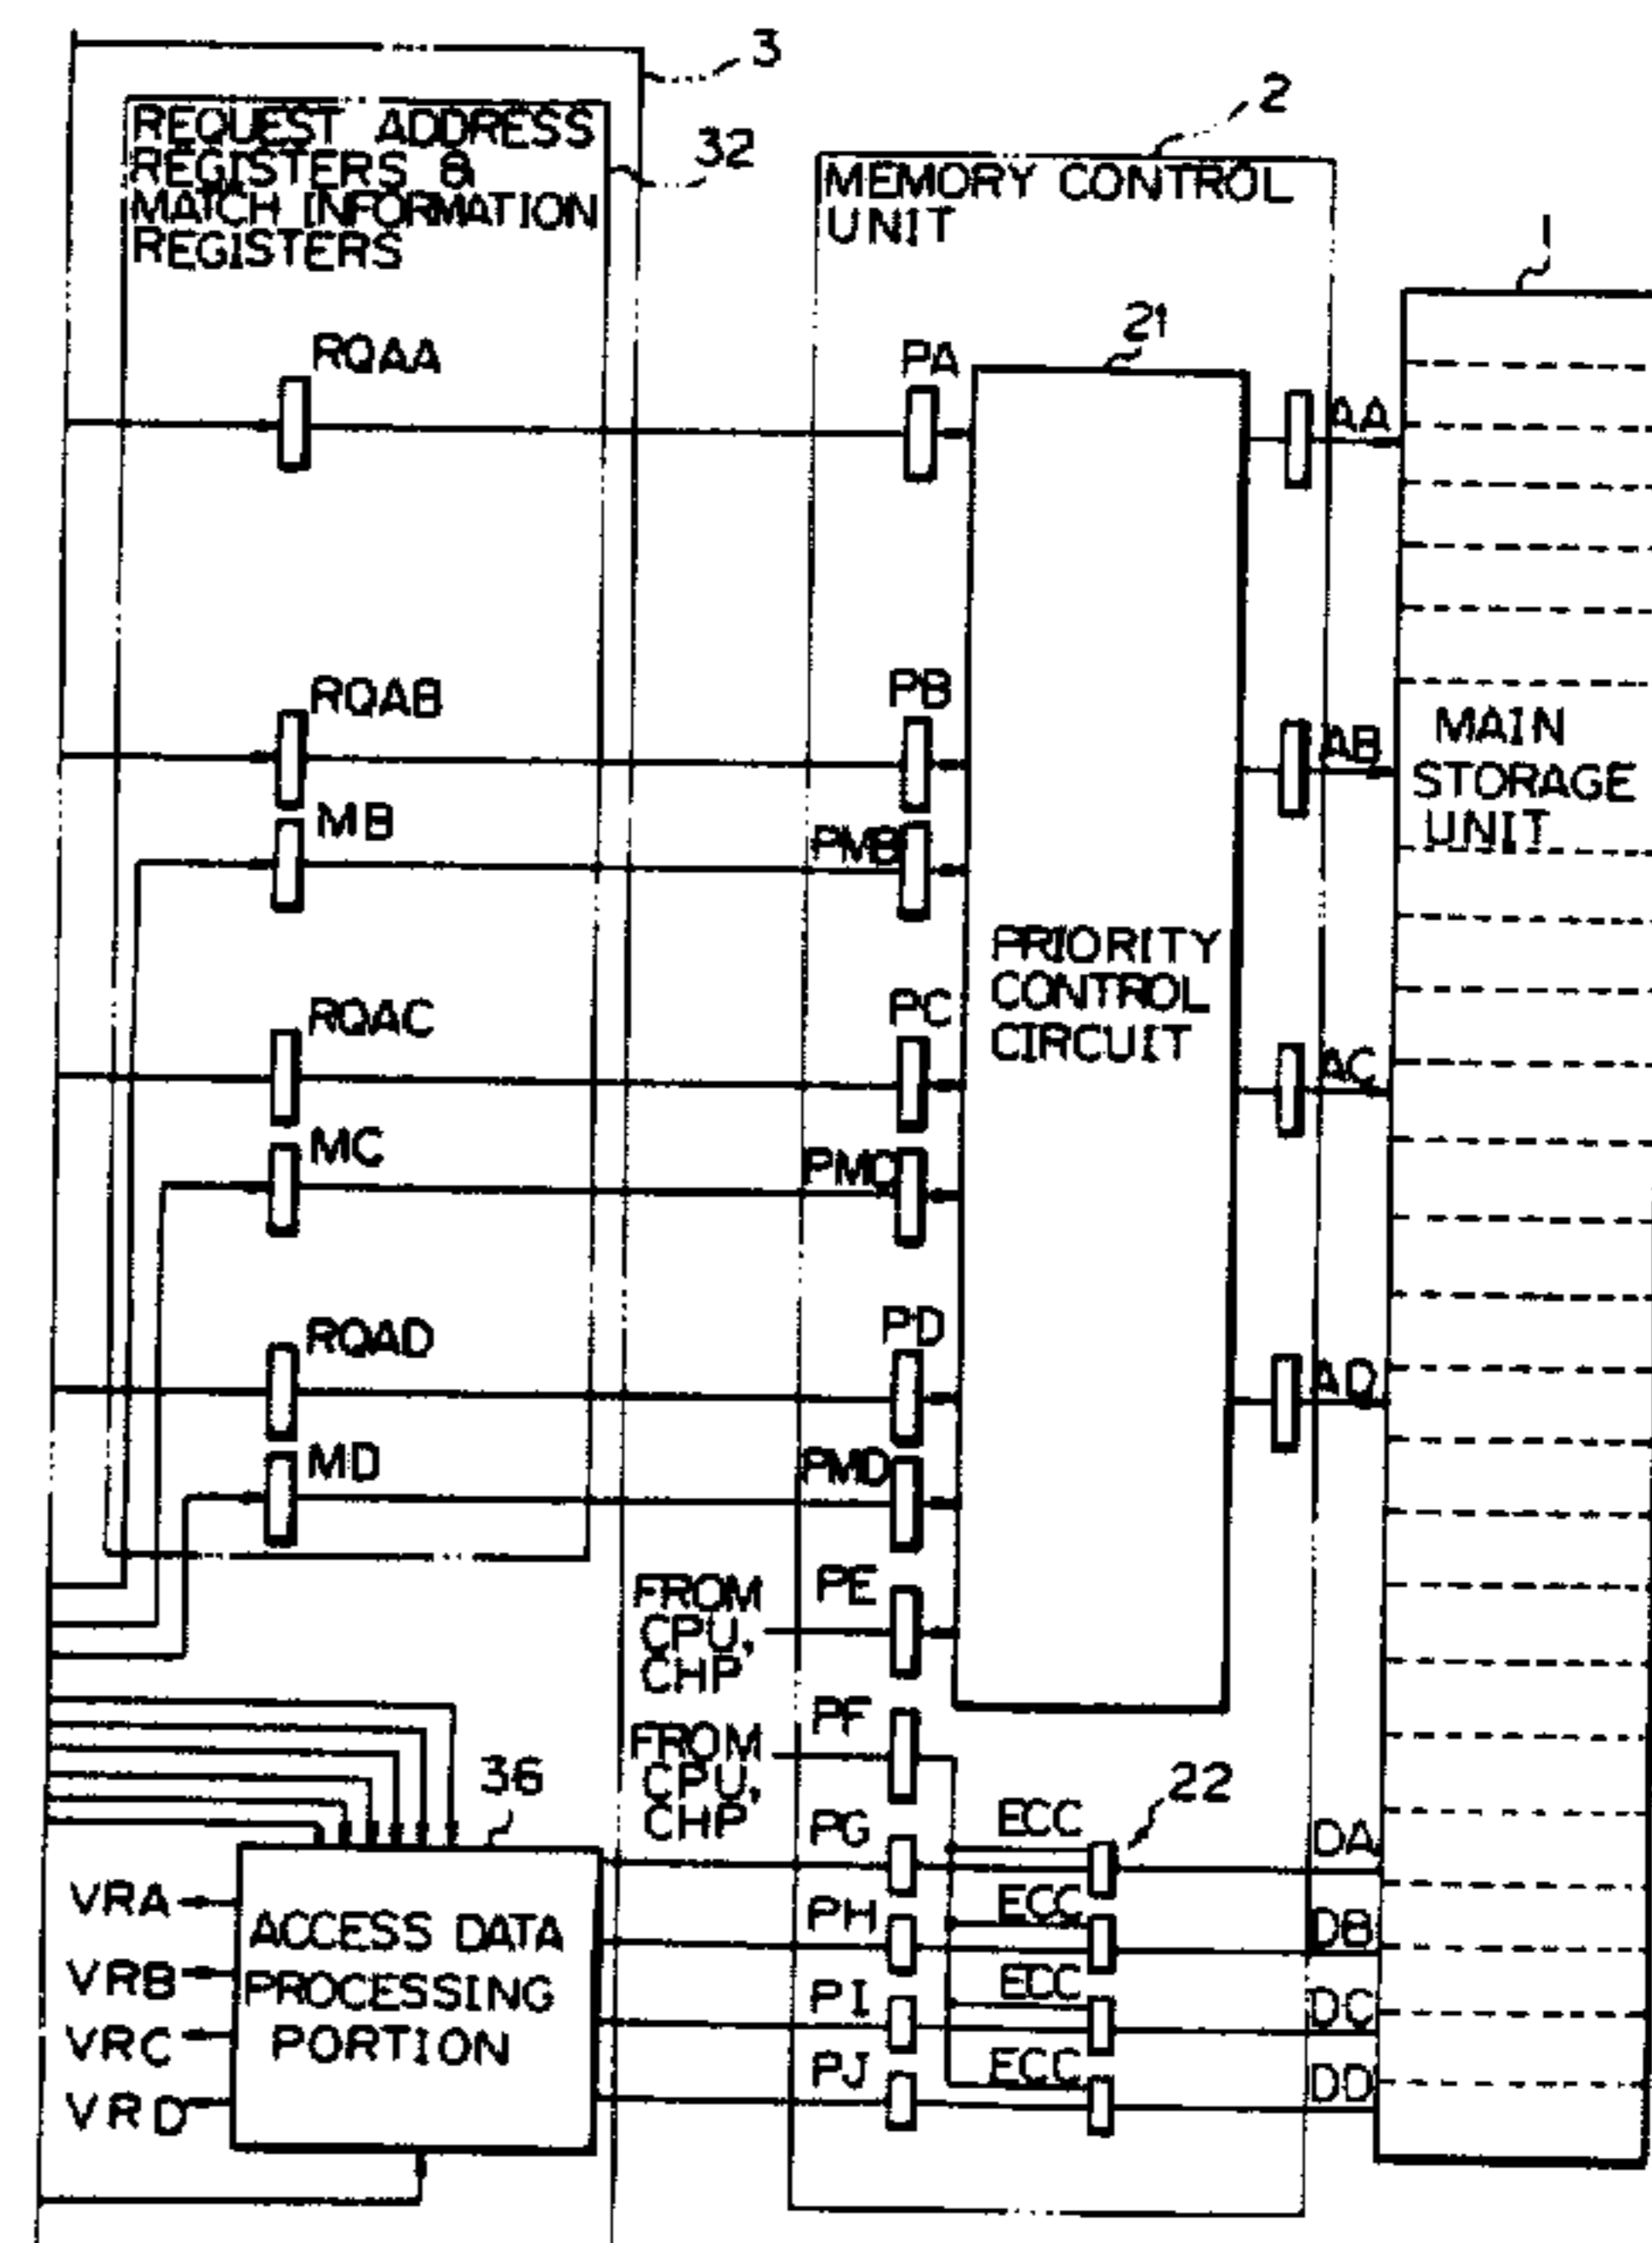 3
32
2
1
REQUEST ADDRESS
REGISTERS &
MATCH INFORMATION
REGISTERS
MEMORY CONTROL
UNIT
21
RQAA
PA
AA
RQAB
PB
AB
MAIN
STORAGE
UNIT
MB
PMB
PRIORITY
CONTROL
CIRCUIT
RQAC
PC
AC
MC
PMC
RQAD
PD
AD
MD
PMD
FROM
CPU,
CHP
PE
FROM
CPU,
CHP
PF
36
22
PG
ECC
DA
PH
ECC
DB
PI
ECC
DC
PJ
ECC
DD
VRA
VRB
VRC
VRD
ACCESS DATA
PROCESSING
PORTION